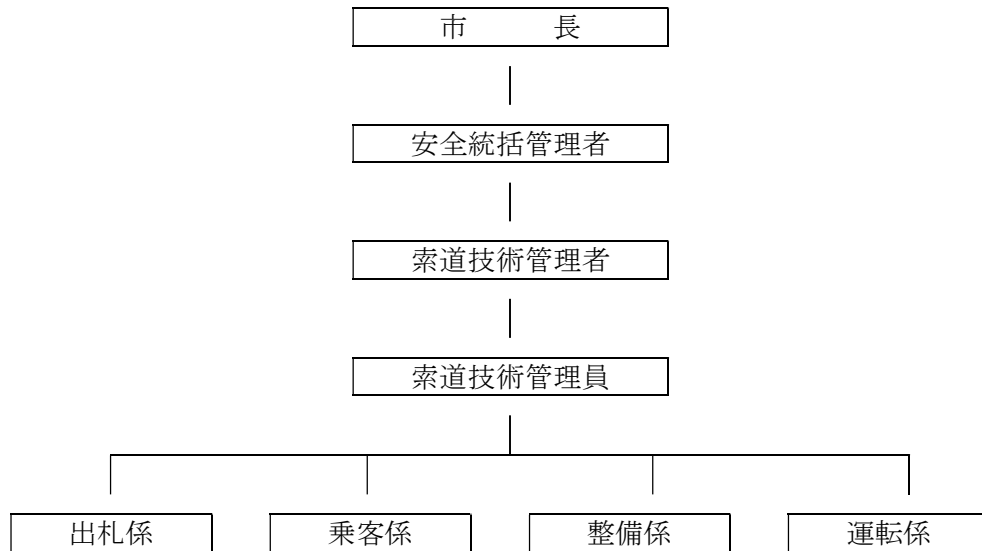 市　　　長
安全統括管理者
索道技術管理者
索道技術管理員
出札係　乗客係　整備係　運転係